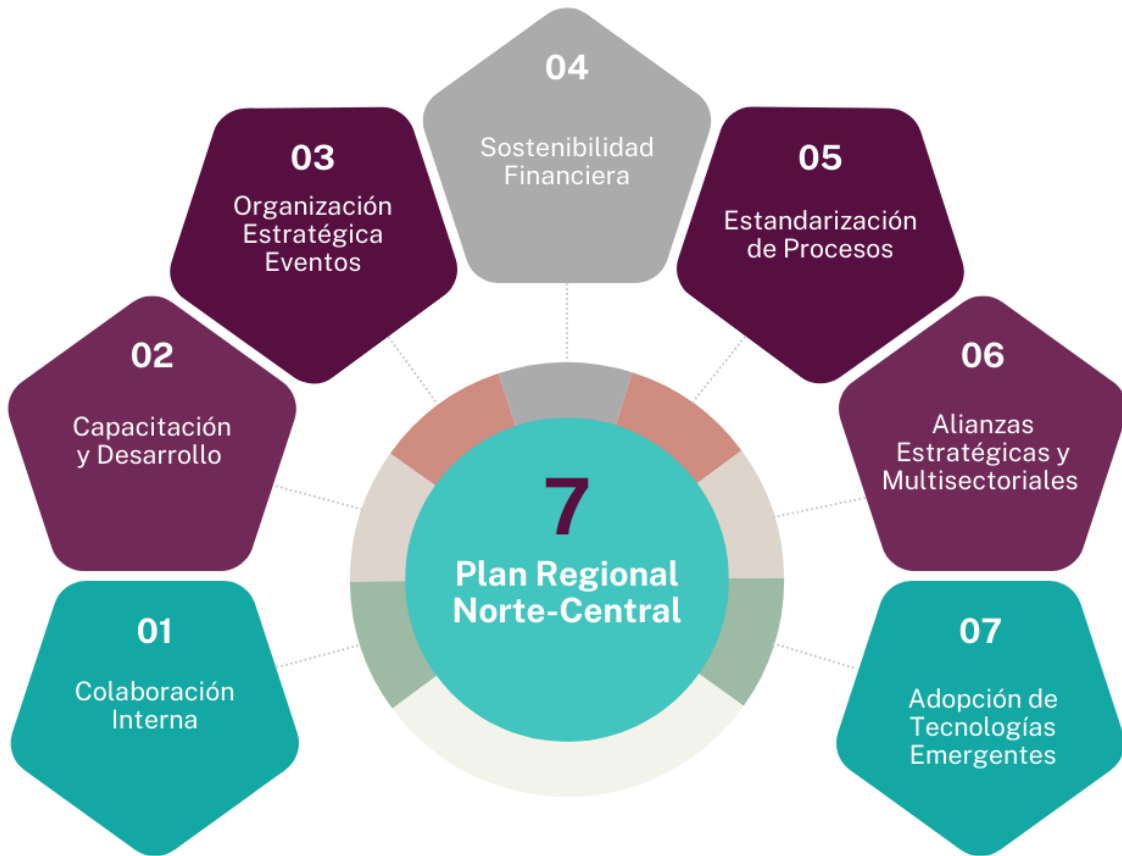 04
Sostenibilidad
Financiera
03
Organización
Estratégica
Eventos
05
Estandarización
de Procesos
02
Capacitación
y Desarrollo
06
Alianzas
Estratégicas y
Multisectoriales
7
Plan Regional
Norte-Central
01
Colaboración
Interna
07
Adopción de
Tecnologías
Emergentes